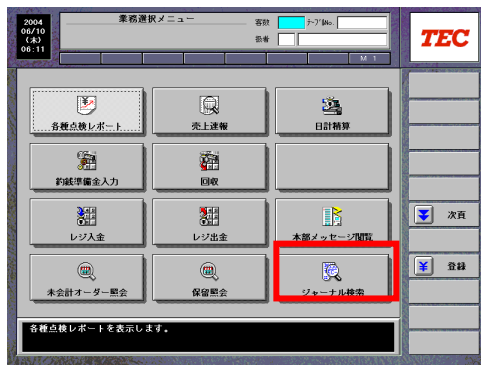 2004
06/10
(木)
06:11
業務選択メニュー
客数
テーブルNo.
扱者
M 1
TEC
各種点検レポート
売上速報
日計精算
釣銭準備金入力
回収
レジ入金
レジ出金
本部メッセージ閲覧
次頁
未会計オーダー照会
保留照会
ジャーナル検索
登録
各種点検レポートを表示します。